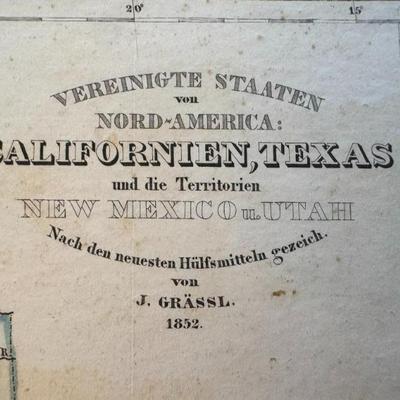 20°
15°
VEREINIGTE STAATEN
von
NORD-AMERICA:
CALIFORNIEN, TEXAS
und die Territorien
NEW MEXICO u. UTAH
Nach den neuesten Hülfsmitteln gezeich.
von
J. GRÄSSL.
1852.
R.